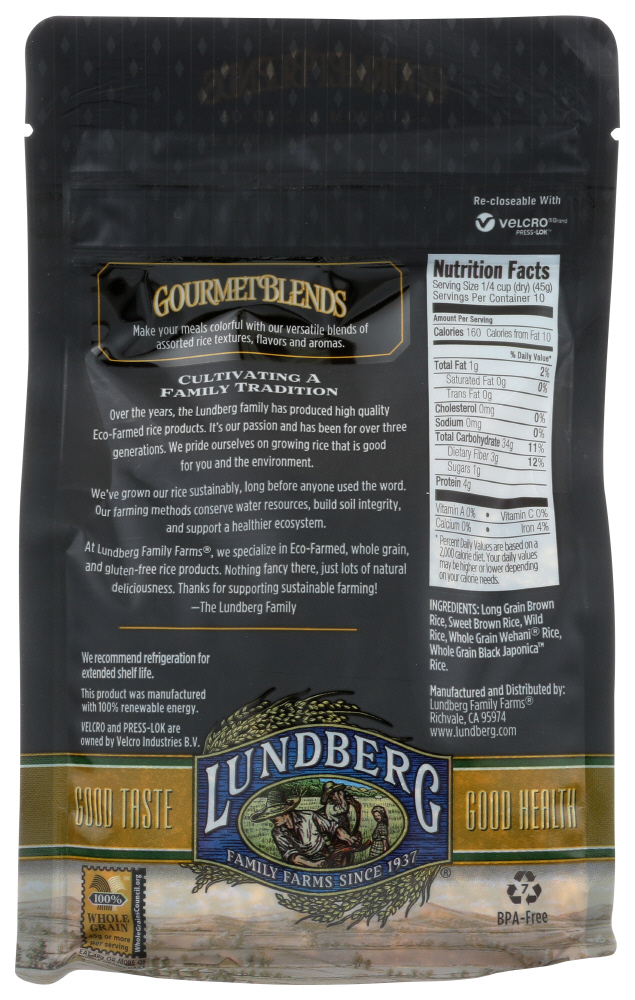 Re-closeable With
VELCRO® Brand
PRESS-LOK™
GOURMET BLENDS
Make your meals colorful with our versatile blends of
assorted rice textures, flavors and aromas.
CULTIVATING A
FAMILY TRADITION
Over the years, the Lundberg family has produced high quality
Eco-Farmed rice products. It's our passion and has been for over three
generations. We pride ourselves on growing rice that is good
for you and the environment.
We've grown our rice sustainably, long before anyone used the word.
Our farming methods conserve water resources, build soil integrity,
and support a healthier ecosystem.
At Lundberg Family Farms®, we specialize in Eco-Farmed, whole grain,
and gluten-free rice products. Nothing fancy there, just lots of natural
deliciousness. Thanks for supporting sustainable farming!
—The Lundberg Family
We recommend refrigeration for
extended shelf life.
This product was manufactured
with 100% renewable energy.
VELCRO and PRESS-LOK are
owned by Velcro Industries B.V.
Nutrition Facts
Serving Size 1/4 cup (dry) (45g)
Servings Per Container 10
Amount Per Serving
Calories 160 Calories from Fat 10
% Daily Value*
Total Fat 1g 2%
Saturated Fat 0g 0%
Trans Fat 0g
Cholesterol 0mg 0%
Sodium 0mg 0%
Total Carbohydrate 34g 11%
Dietary Fiber 3g 12%
Sugars 1g
Protein 4g
Vitamin A 0% • Vitamin C 0%
Calcium 0% • Iron 4%
* Percent Daily Values are based on a
2,000 calorie diet. Your daily values
may be higher or lower depending
on your calorie needs.
INGREDIENTS: Long Grain Brown
Rice, Sweet Brown Rice, Wild
Rice, Whole Grain Wehani® Rice,
Whole Grain Black Japonica™
Rice.
Manufactured and Distributed by:
Lundberg Family Farms®
Richvale, CA 95974
www.lundberg.com
GOOD TASTE
LUNDBERG
FAMILY FARMS SINCE 1937
®
GOOD HEALTH
100%
WHOLE
GRAIN
45g or more
per serving
WholeGrainsCouncil.org
EAT 48g OR MORE OF
7
BPA-Free